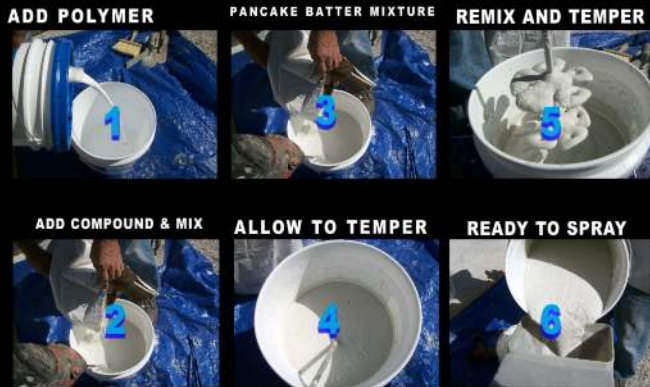 ADD POLYMER
1
ADD COMPOUND & MIX
2
PANCAKE BATTER MIXTURE
3
ALLOW TO TEMPER
4
REMIX AND TEMPER
5
READY TO SPRAY
6